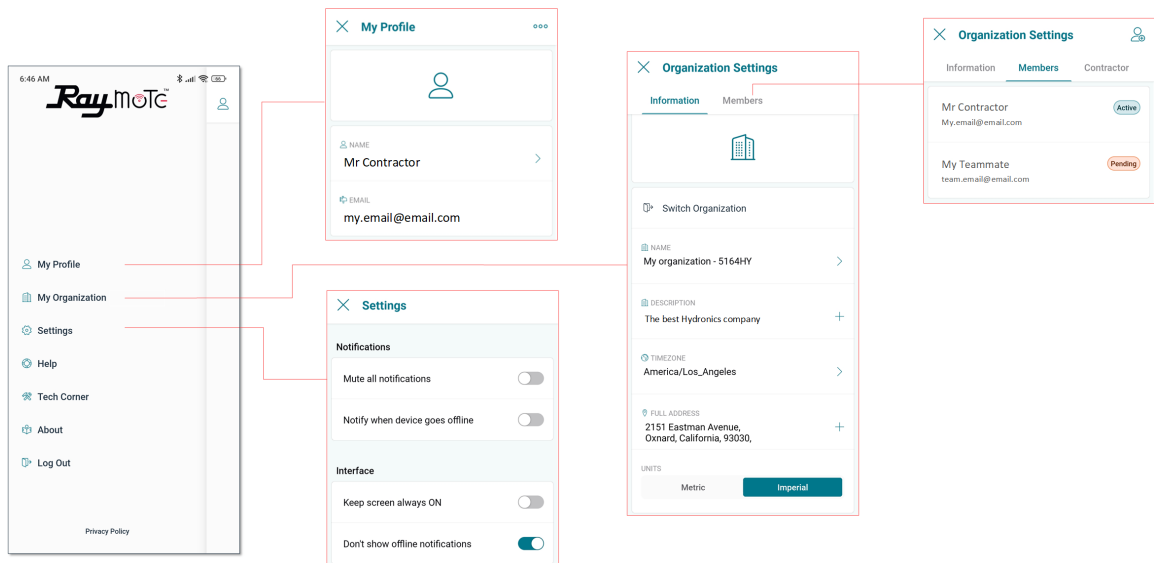 6:46 AM
66
Raymote™
My Profile
My Organization
Settings
Help
Tech Corner
About
Log Out
Privacy Policy
My Profile
NAME
Mr Contractor
EMAIL
my.email@email.com
Settings
Notifications
Mute all notifications
Notify when device goes offline
Interface
Keep screen always ON
Don't show offline notifications
Organization Settings
Information Members
Switch Organization
NAME
My organization - 5164HY
DESCRIPTION
The best Hydronics company
TIMEZONE
America/Los_Angeles
FULL ADDRESS
2151 Eastman Avenue,
Oxnard, California, 93030,
UNITS
Metric Imperial
Organization Settings
Information Members Contractor
Mr Contractor Active
My.email@email.com
My Teammate Pending
team.email@email.com